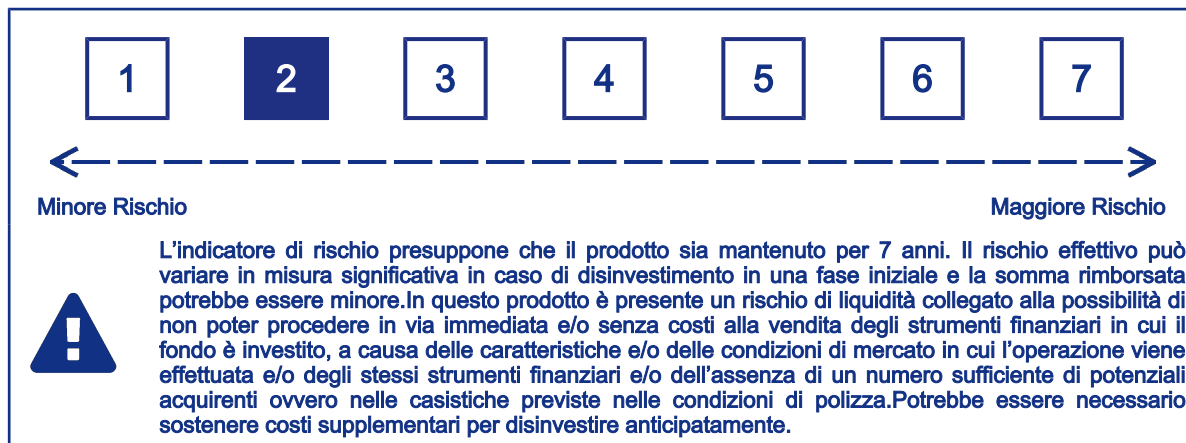 1 2 3 4 5 6 7
Minore Rischio Maggiore Rischio
L'indicatore di rischio presuppone che il prodotto sia mantenuto per 7 anni. Il rischio effettivo può
variare in misura significativa in caso di disinvestimento in una fase iniziale e la somma rimborsata
potrebbe essere minore.In questo prodotto è presente un rischio di liquidità collegato alla possibilità di
non poter procedere in via immediata e/o senza costi alla vendita degli strumenti finanziari in cui il
fondo è investito, a causa delle caratteristiche e/o delle condizioni di mercato in cui l'operazione viene
effettuata e/o degli stessi strumenti finanziari e/o dell'assenza di un numero sufficiente di potenziali
acquirenti ovvero nelle casistiche previste nelle condizioni di polizza.Potrebbe essere necessario
sostenere costi supplementari per disinvestire anticipatamente.